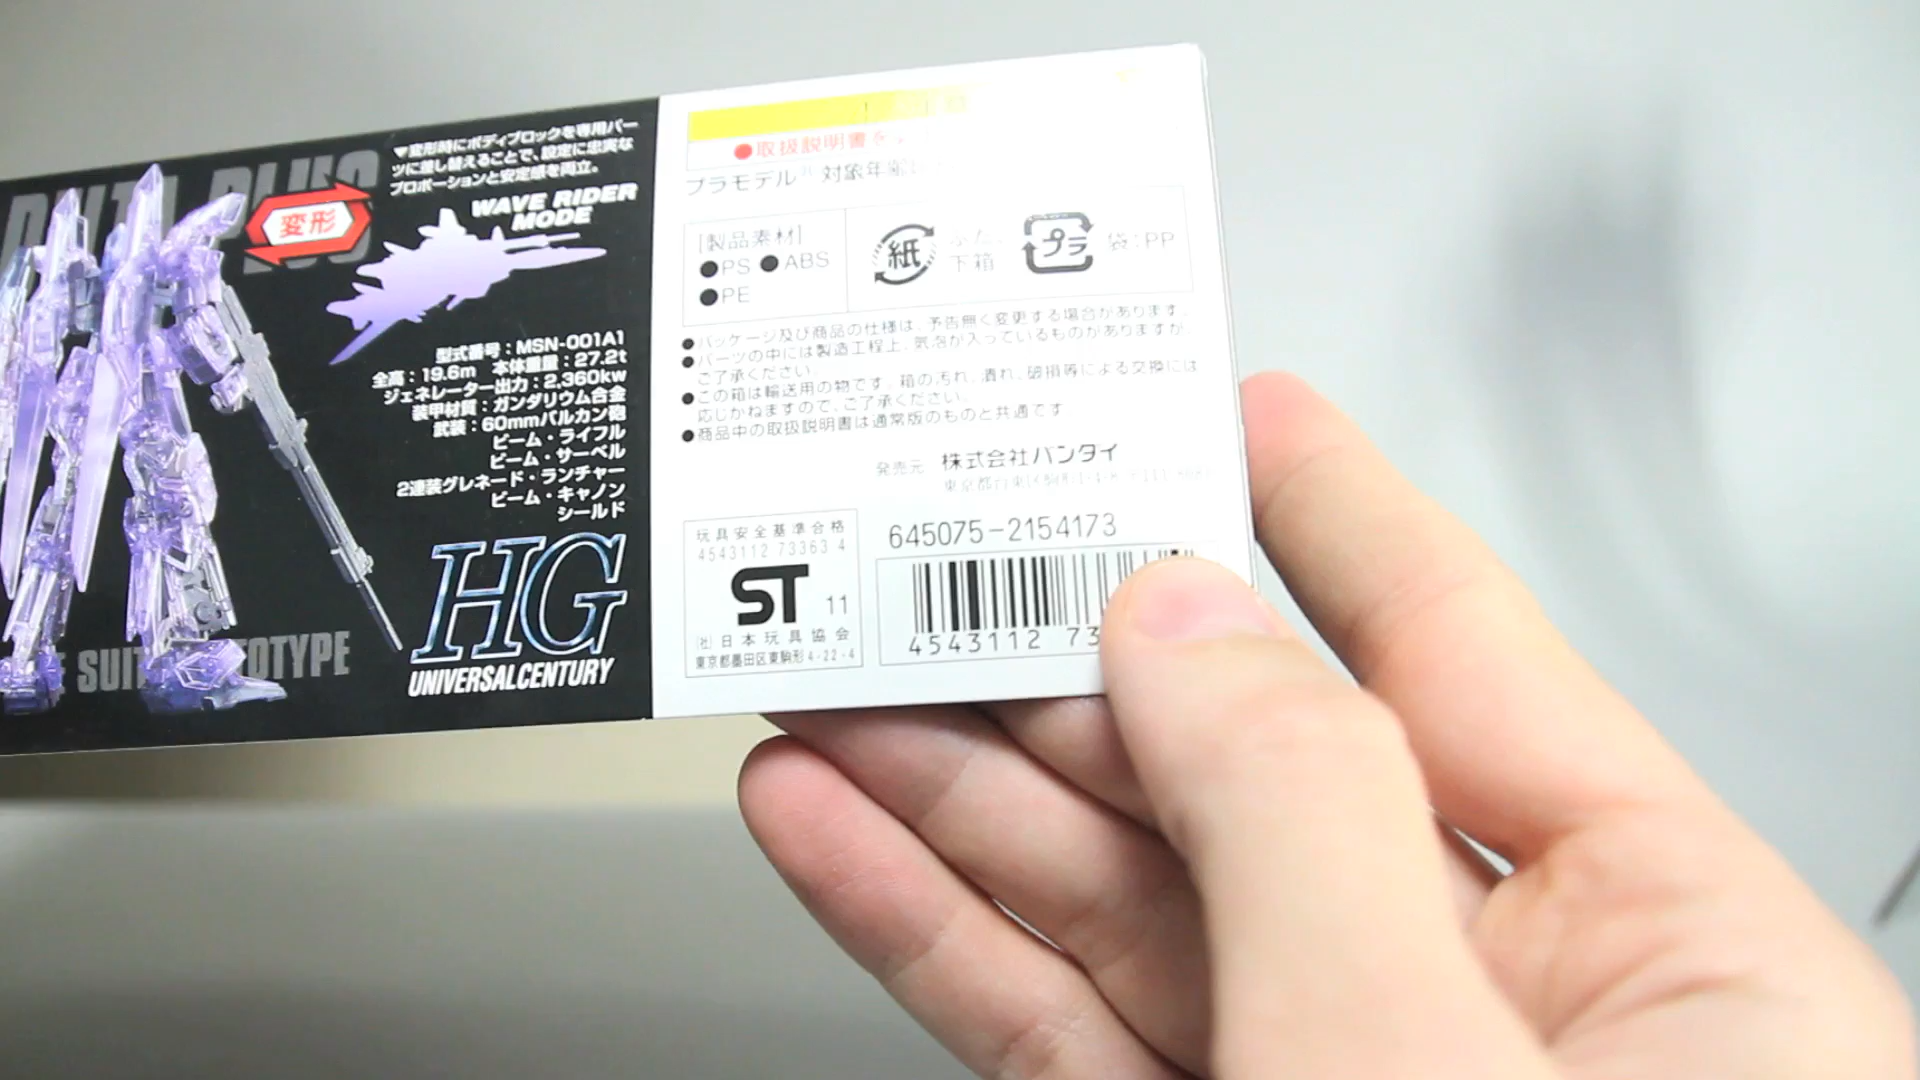 DELTA PLUS
▼変形時にボディブロックを専用パー
ツに差し替えることで、設定に忠実な
プロポーションと安定感を両立。
変形
WAVE RIDER
MODE
型式番号：MSN-001A1
全高：19.6m 本体重量：27.2t
ジェネレーター出力：2,360kw
装甲材質：ガンダリウム合金
武装：60mmバルカン砲
ビーム・ライフル
ビーム・サーベル
2連装グレネード・ランチャー
ビーム・キャノン
シールド
HG
UNIVERSAL CENTURY
SUIT
OTYPE
●取扱説明書を
プラモデル 対象年齢
[製品素材]
●PS ●ABS
●PE
紙
ふた、
下箱
プラ
袋：PP
●パッケージ及び商品の仕様は、予告無く変更する場合があります。
●パーツの中には製造工程上、気泡が入っているものがありますが、
ご了承ください。
●この箱は輸送用の物です。箱の汚れ、潰れ、破損等による交換には
応じかねますので、ご了承ください。
●商品中の取扱説明書は通常版のものと共通です
発売元 株式会社バンダイ
東京都台東区駒形1-4-8
645075-2154173
玩具安全基準合格
4543112 73363 4
ST 11
(社)日本玩具協会
東京都墨田区東駒形4-22-4
4543112 73